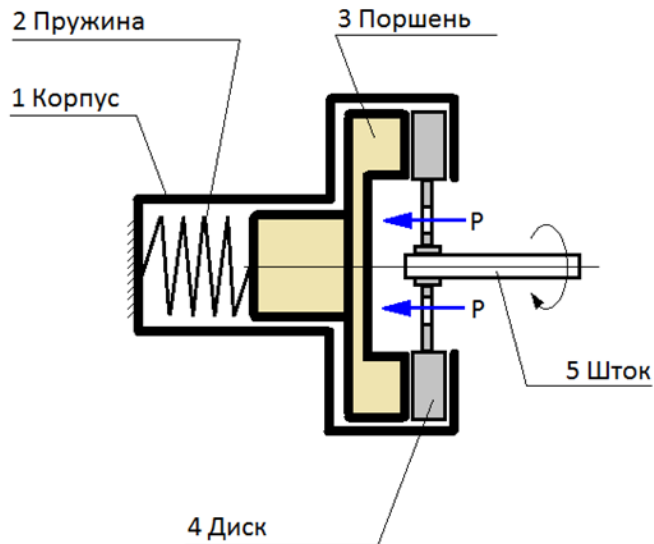 2 Пружина
3 Поршень
1 Корпус
P
P
5 Шток
4 Диск